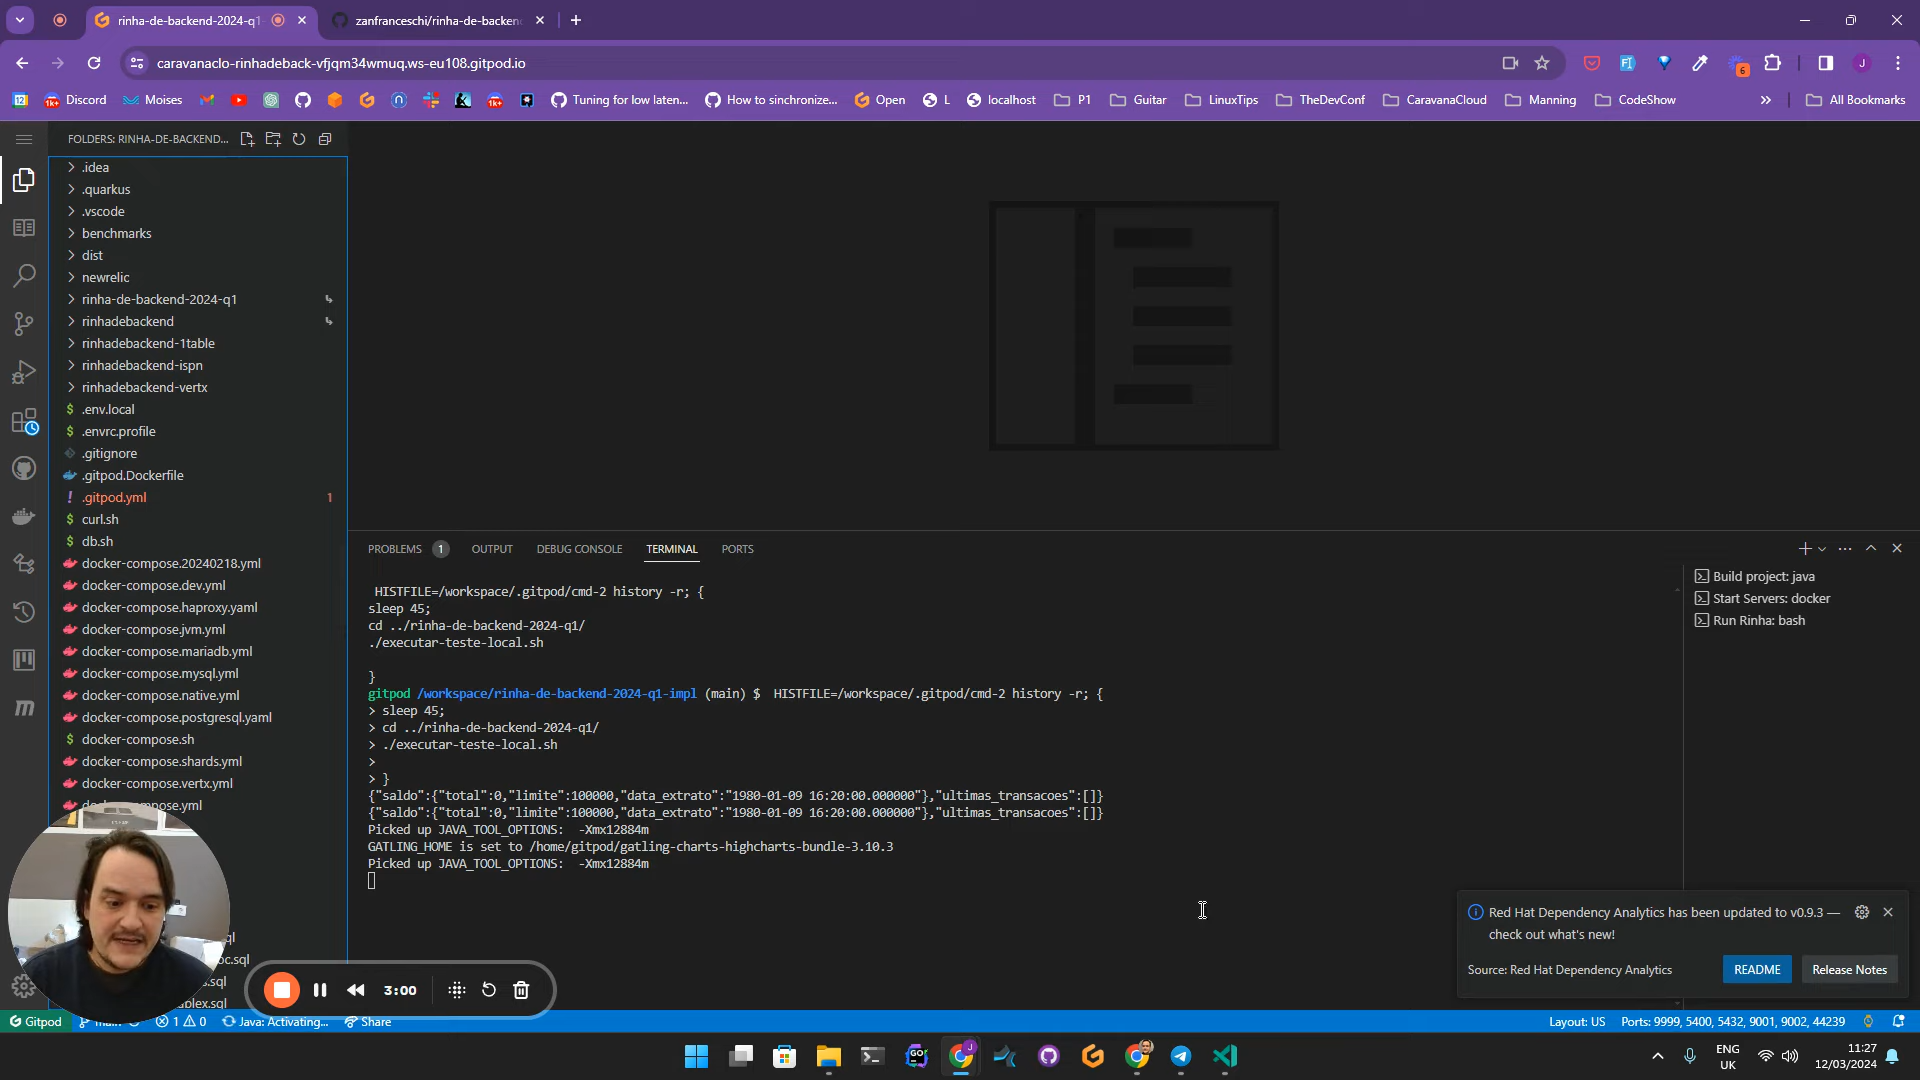 rinha-de-backend-2024-q1
zanfranceschi/rinha-de-backend
caravanaclo-rinhadeback-vfjqm34wmuq.ws-eu108.gitpod.io
6
J
12
Discord
Moises
Tuning for low laten...
How to sinchronize...
Open
L
localhost
P1
Guitar
LinuxTips
TheDevConf
CaravanaCloud
Manning
CodeShow
All Bookmarks
FOLDERS: RINHA-DE-BACKEND...
.idea
.quarkus
.vscode
benchmarks
dist
newrelic
rinha-de-backend-2024-q1
rinhadebackend
rinhadebackend-1table
rinhadebackend-ispn
rinhadebackend-vertx
.env.local
.envrc.profile
.gitignore
.gitpod.Dockerfile
.gitpod.yml 1
curl.sh
db.sh
docker-compose.20240218.yml
docker-compose.dev.yml
docker-compose.haproxy.yaml
docker-compose.jvm.yml
docker-compose.mariadb.yml
docker-compose.mysql.yml
docker-compose.native.yml
docker-compose.postgresql.yaml
docker-compose.sh
docker-compose.shards.yml
docker-compose.vertx.yml
PROBLEMS 1 OUTPUT DEBUG CONSOLE TERMINAL PORTS
HISTFILE=/workspace/.gitpod/cmd-2 history -r; {
sleep 45;
cd ../rinha-de-backend-2024-q1/
./executar-teste-local.sh
}
gitpod /workspace/rinha-de-backend-2024-q1-impl (main) $ HISTFILE=/workspace/.gitpod/cmd-2 history -r; {
> sleep 45;
> cd ../rinha-de-backend-2024-q1/
> ./executar-teste-local.sh
>
> }
{"saldo":{"total":0,"limite":100000,"data_extrato":"1980-01-09 16:20:00.000000"},"ultimas_transacoes":[]}
{"saldo":{"total":0,"limite":100000,"data_extrato":"1980-01-09 16:20:00.000000"},"ultimas_transacoes":[]}
Picked up JAVA_TOOL_OPTIONS: -Xmx12884m
GATLING_HOME is set to /home/gitpod/gatling-charts-highcharts-bundle-3.10.3
Picked up JAVA_TOOL_OPTIONS: -Xmx12884m
Build project: java
Start Servers: docker
Run Rinha: bash
Red Hat Dependency Analytics has been updated to v0.9.3 —
check out what's new!
Source: Red Hat Dependency Analytics
README
Release Notes
3:00
Gitpod
main
1 0
Java: Activating...
Share
Layout: US
Ports: 9999, 5400, 5432, 9001, 9002, 44239
ENG
UK
11:27
12/03/2024